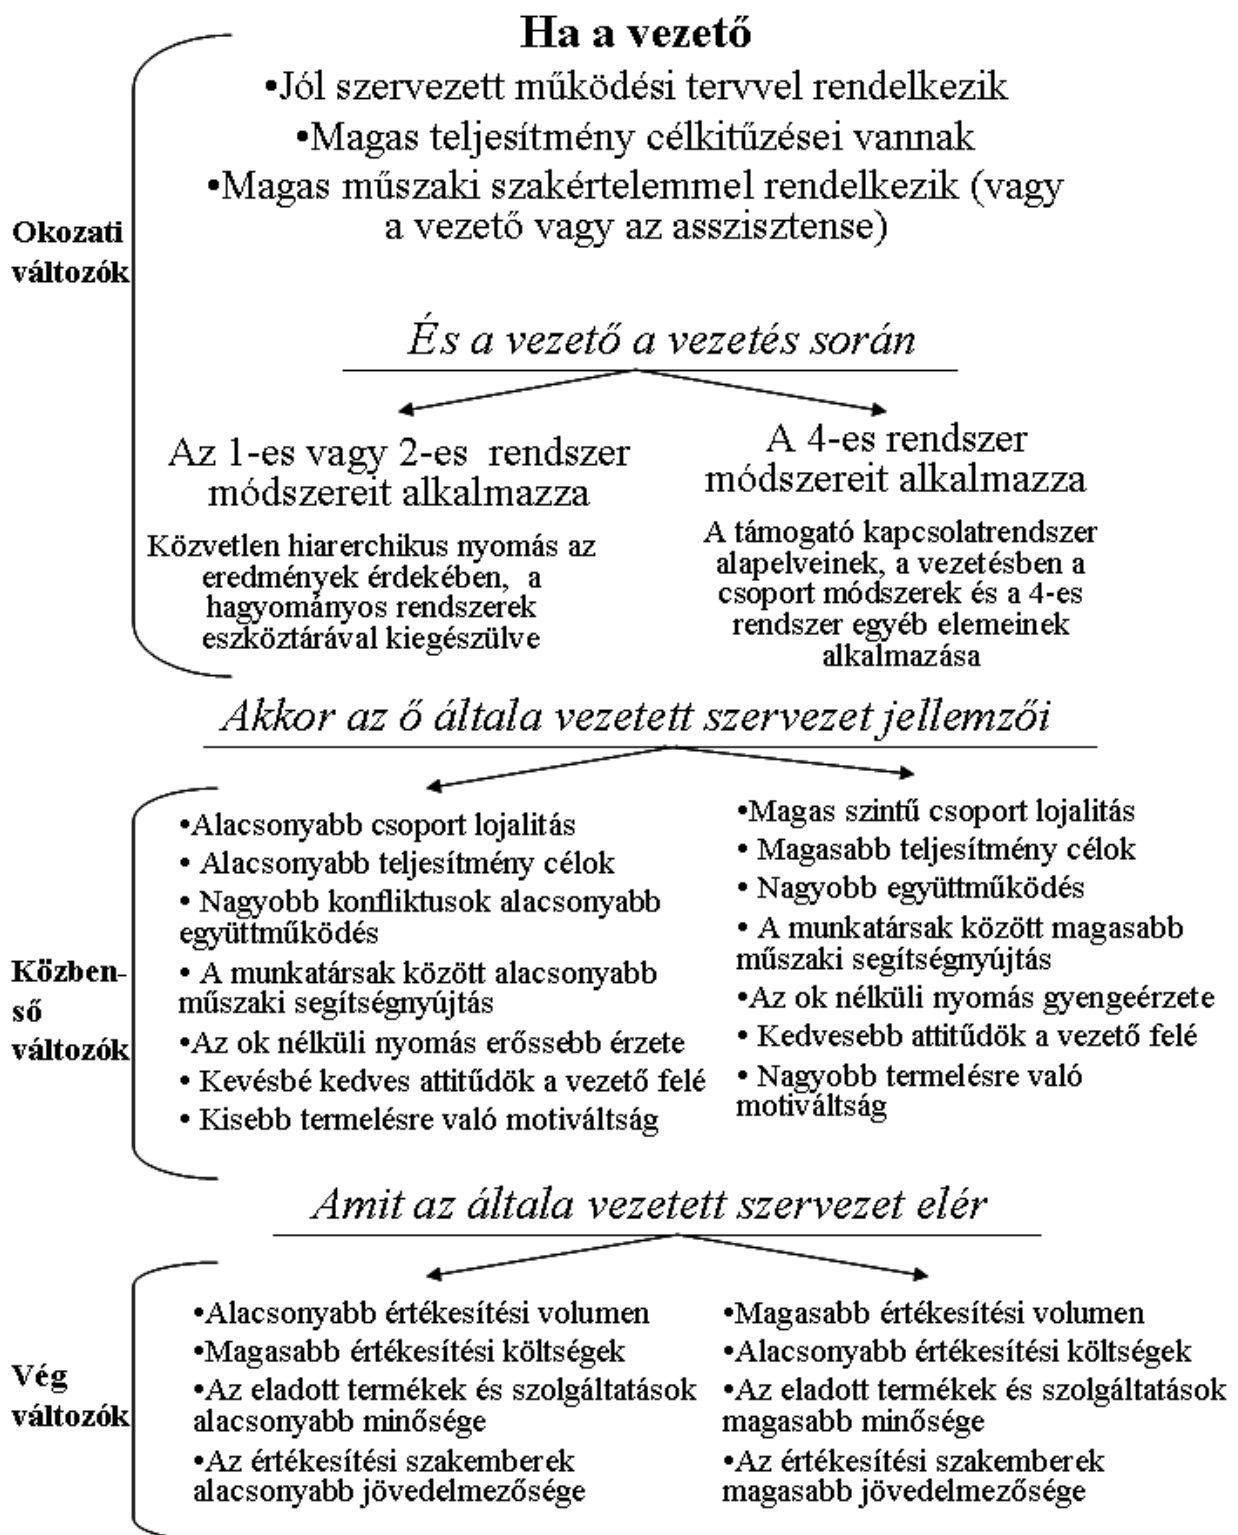 Ha a vezető
•Jól szervezett működési tervvel rendelkezik
•Magas teljesítmény célkitűzései vannak
•Magas műszaki szakértelemmel rendelkezik (vagy
a vezető vagy az asszisztense)
Okozati
változók
És a vezető a vezetés során
Az 1-es vagy 2-es rendszer
módszereit alkalmazza
Közvetlen hiarerchikus nyomás az
eredmények érdekében, a
hagyományos rendszerek
eszköztárával kiegészülve
A 4-es rendszer
módszereit alkalmazza
A támogató kapcsolatrendszer
alapelveinek, a vezetésben a
csoport módszerek és a 4-es
rendszer egyéb elemeinek
alkalmazása
Akkor az ő általa vezetett szervezet jellemzői
Közben-
ső
változók
•Alacsonyabb csoport lojalitás
• Alacsonyabb teljesítmény célok
• Nagyobb konfliktusok alacsonyabb
együttműködés
• A munkatársak között alacsonyabb
műszaki segítségnyújtás
•Az ok nélküli nyomás erőssebb érzete
• Kevésbé kedves attitűdök a vezető felé
• Kisebb termelésre való motiváltság
•Magas szintű csoport lojalitás
• Magasabb teljesítmény célok
• Nagyobb együttműködés
• A munkatársak között magasabb
műszaki segítségnyújtás
•Az ok nélküli nyomás gyengeérzete
• Kedvesebb attitűdök a vezető felé
• Nagyobb termelésre való
motiváltság
Amit az általa vezetett szervezet elér
Vég
változók
•Alacsonyabb értékesítési volumen
•Magasabb értékesítési költségek
•Az eladott termékek és szolgáltatások
alacsonyabb minősége
•Az értékesítési szakemberek
alacsonyabb jövedelmezősége
•Magasabb értékesítési volumen
•Alacsonyabb értékesítési költségek
•Az eladott termékek és szolgáltatások
magasabb minősége
•Az értékesítési szakemberek
magasabb jövedelmezősége